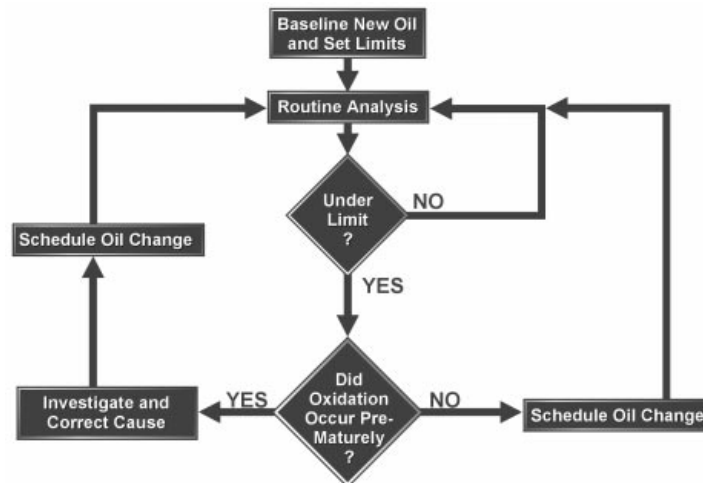 Baseline New Oil
and Set Limits
Routine Analysis
Under
Limit
?
NO
YES
Schedule Oil Change
Did
Oxidation
Occur Pre-
Maturely
?
YES
NO
Investigate and
Correct Cause
Schedule Oil Change